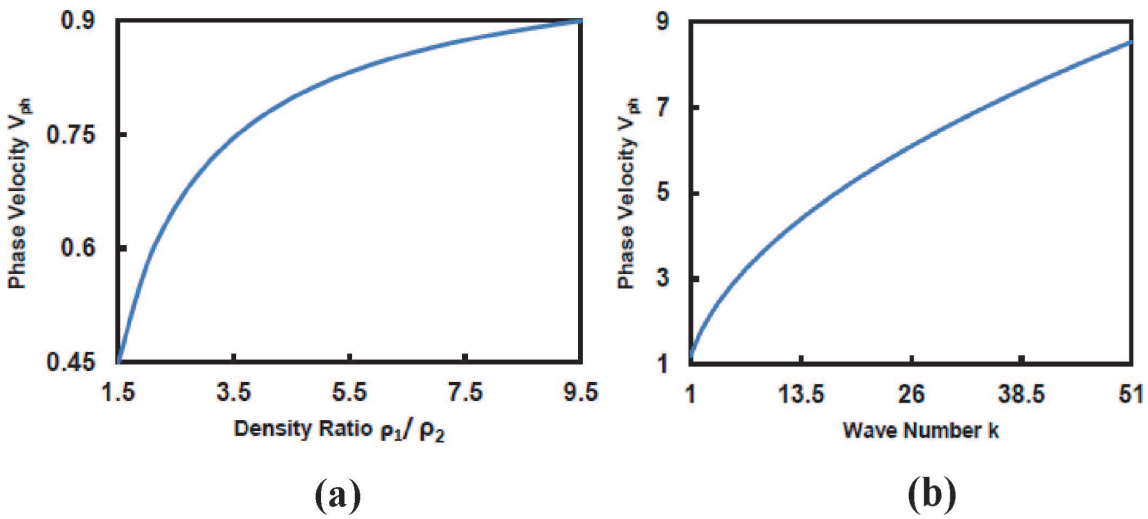 Phase Velocity Vph
0.9
0.75
0.6
0.45
1.5 3.5 5.5 7.5 9.5
Density Ratio ρ1/ ρ2
(a)
Phase Velocity Vph
9
7
5
3
1
1 13.5 26 38.5 51
Wave Number k
(b)